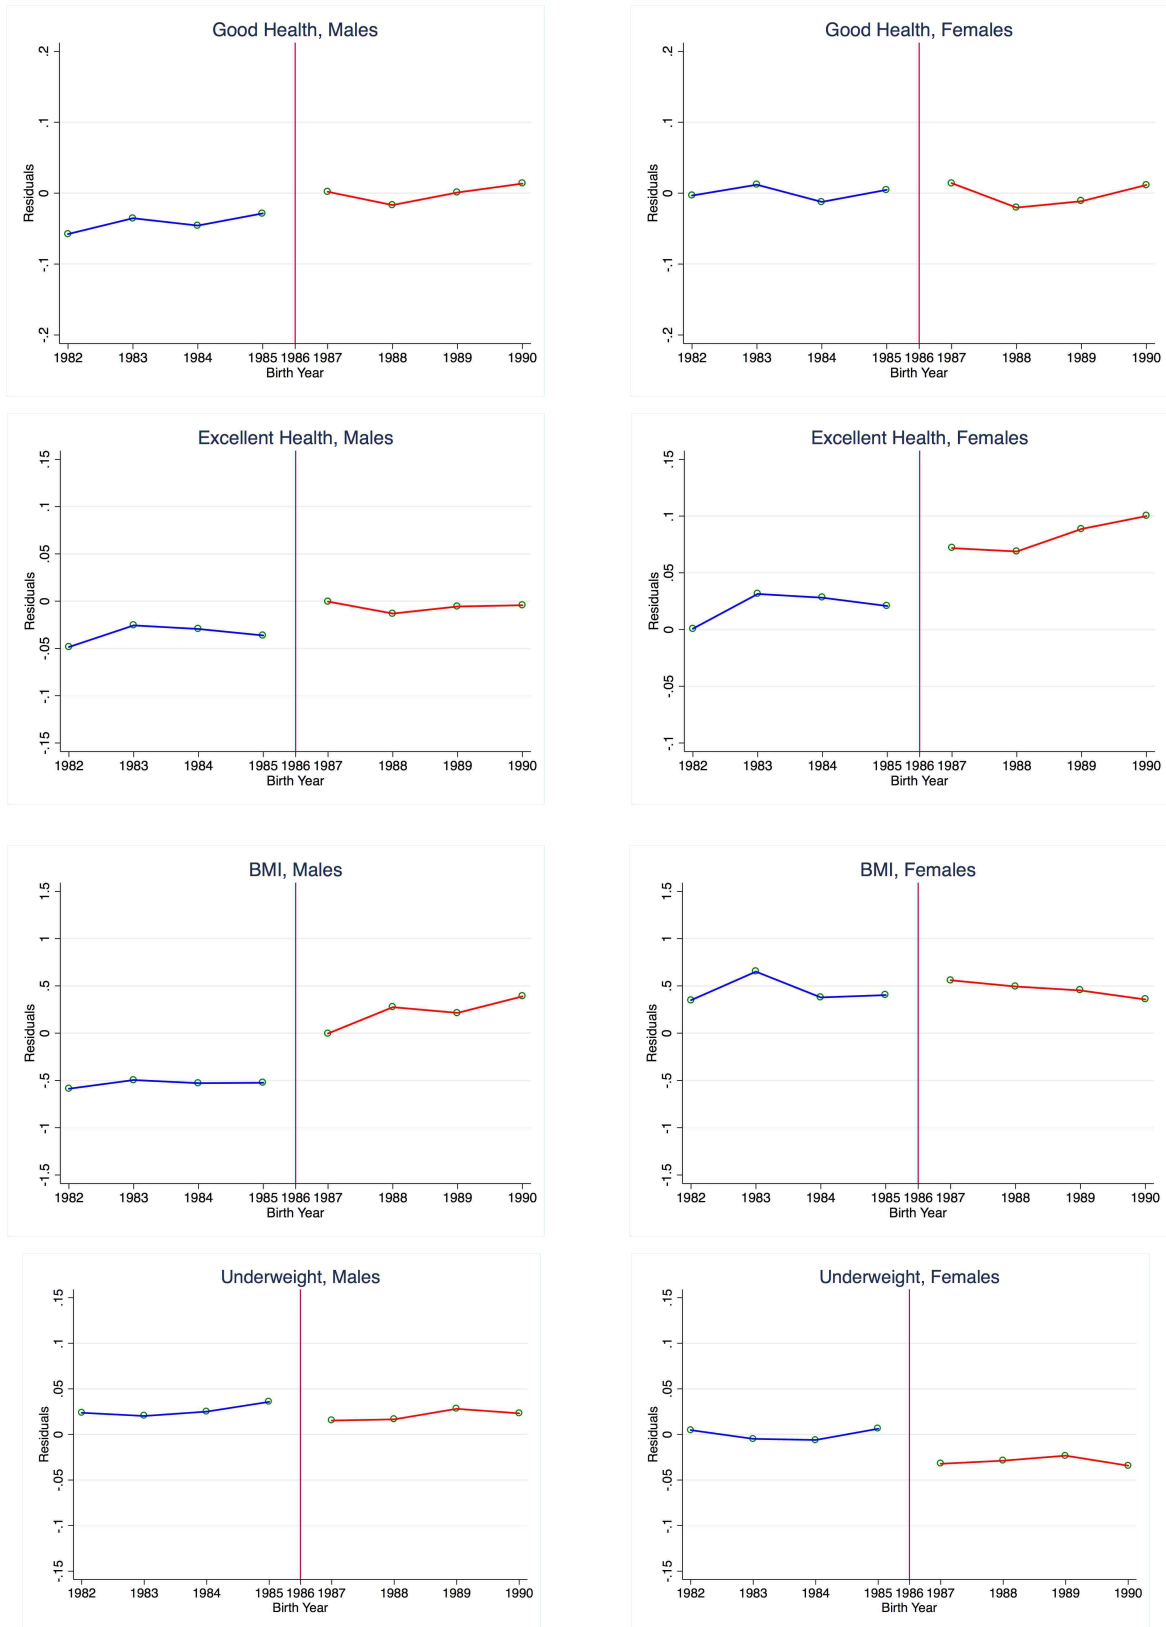 Good Health, Males
Residuals
.2
.1
0
-.1
-.2
1982 1983 1984 1985 1986 1987 1988 1989 1990
Birth Year
Good Health, Females
Residuals
.2
.1
0
-.1
-.2
1982 1983 1984 1985 1986 1987 1988 1989 1990
Birth Year
Excellent Health, Males
Residuals
.15
.1
.05
0
-.05
-.1
-.15
1982 1983 1984 1985 1986 1987 1988 1989 1990
Birth Year
Excellent Health, Females
Residuals
.15
.1
.05
0
-.05
-.1
1982 1983 1984 1985 1986 1987 1988 1989 1990
Birth Year
BMI, Males
Residuals
1.5
1
.5
0
-.5
-1
-1.5
1982 1983 1984 1985 1986 1987 1988 1989 1990
Birth Year
BMI, Females
Residuals
1.5
1
.5
0
-.5
-1
-1.5
1982 1983 1984 1985 1986 1987 1988 1989 1990
Birth Year
Underweight, Males
Residuals
.15
.1
.05
0
-.05
-.1
-.15
1982 1983 1984 1985 1986 1987 1988 1989 1990
Birth Year
Underweight, Females
Residuals
.15
.1
.05
0
-.05
-.1
-.15
1982 1983 1984 1985 1986 1987 1988 1989 1990
Birth Year